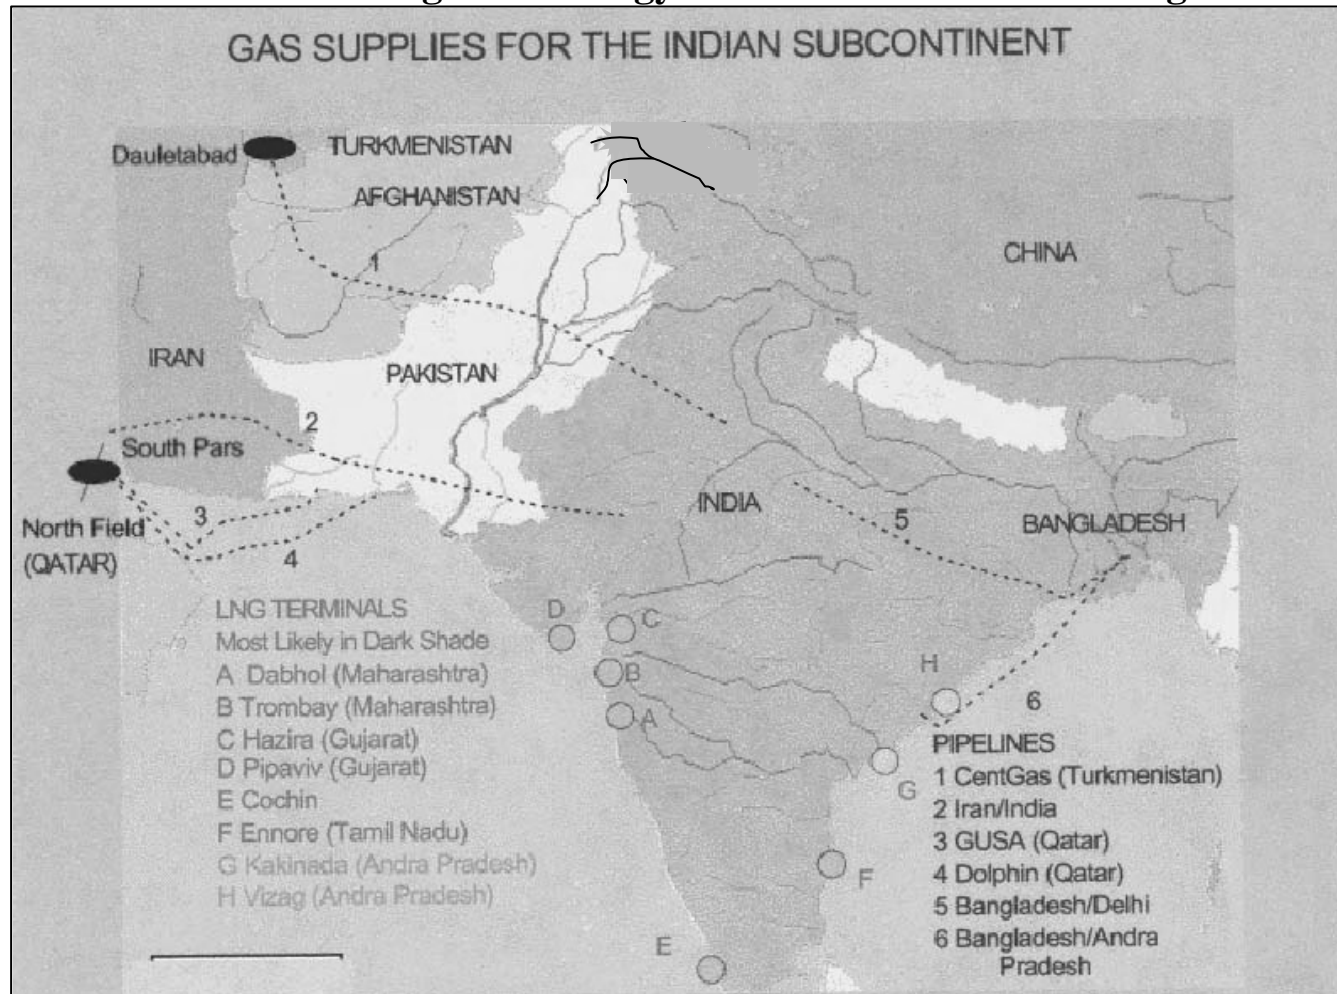 GAS SUPPLIES FOR THE INDIAN SUBCONTINENT
Dauletabad
TURKMENISTAN
AFGHANISTAN
CHINA
1
IRAN
PAKISTAN
2
South Pars
INDIA
3
5
BANGLADESH
North Field
(QATAR)
4
LNG TERMINALS
Most Likely in Dark Shade
A Dabhol (Maharashtra)
B Trombay (Maharashtra)
C Hazira (Gujarat)
D Pipaviv (Gujarat)
E Cochin
F Ennore (Tamil Nadu)
G Kakinada (Andra Pradesh)
H Vizag (Andra Pradesh)
D
C
B
A
H
6
G
F
E
PIPELINES
1 CentGas (Turkmenistan)
2 Iran/India
3 GUSA (Qatar)
4 Dolphin (Qatar)
5 Bangladesh/Delhi
6 Bangladesh/Andra
Pradesh